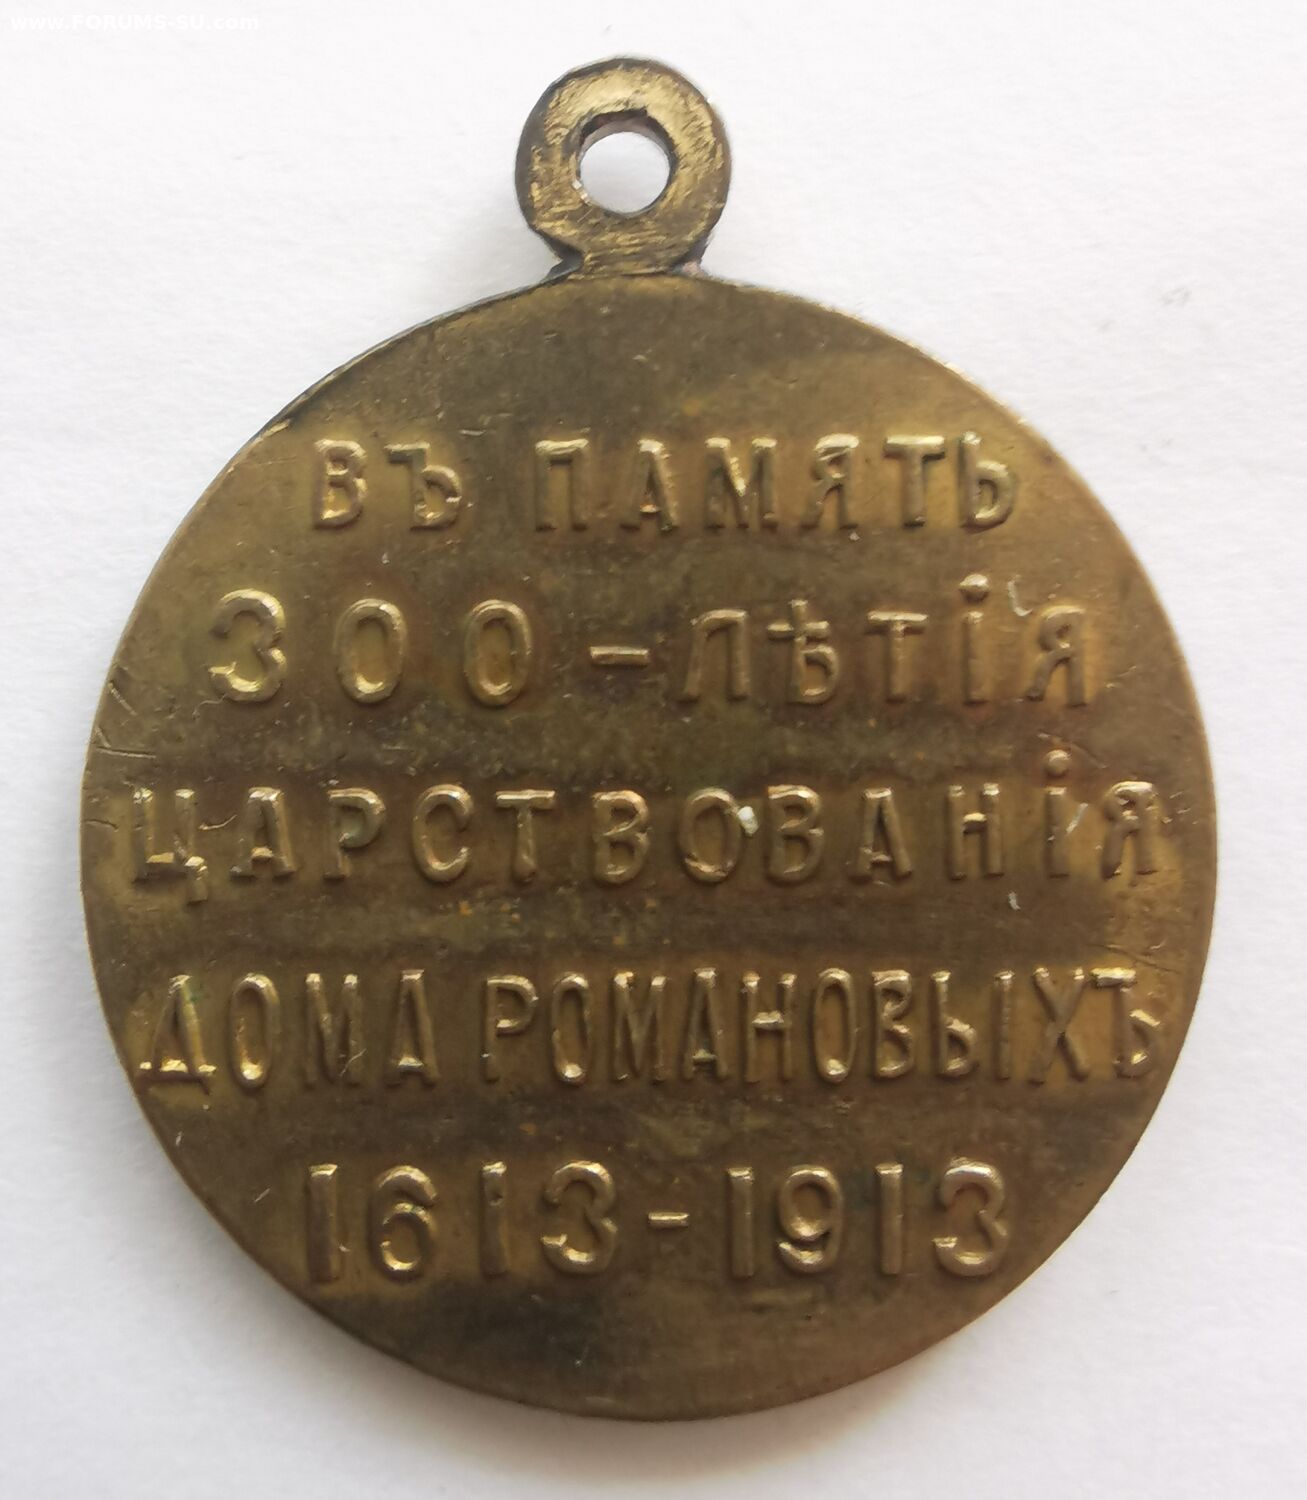 www.FORUMS-SU.com
ВЪ ПАМЯТЬ
300-ЛѢТІЯ
ЦАРСТВОВАНІЯ
ДОМА РОМАНОВЫХЪ
1613-1913